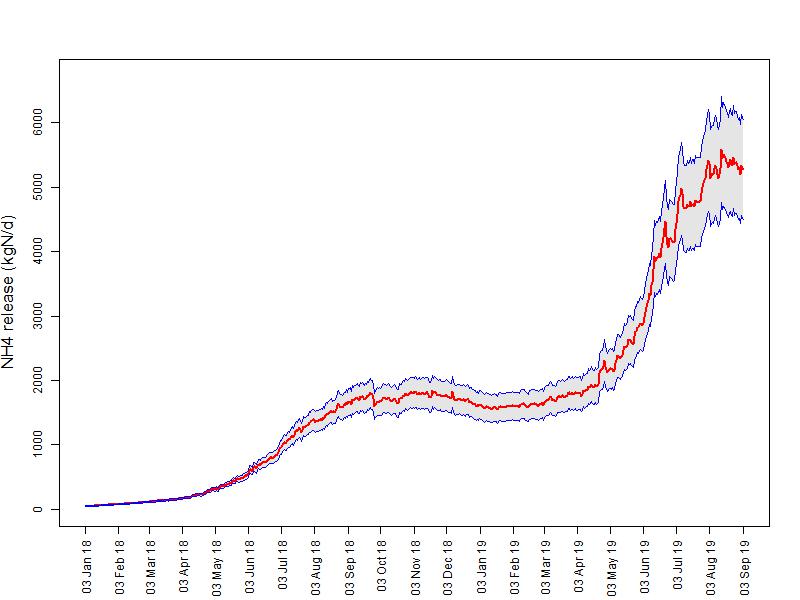 NH4 release (kgN/d)
6000
5000
4000
3000
2000
1000
0
03 Jan 18
03 Feb 18
03 Mar 18
03 Apr 18
03 May 18
03 Jun 18
03 Jul 18
03 Aug 18
03 Sep 18
03 Oct 18
03 Nov 18
03 Dec 18
03 Jan 19
03 Feb 19
03 Mar 19
03 Apr 19
03 May 19
03 Jun 19
03 Jul 19
03 Aug 19
03 Sep 19